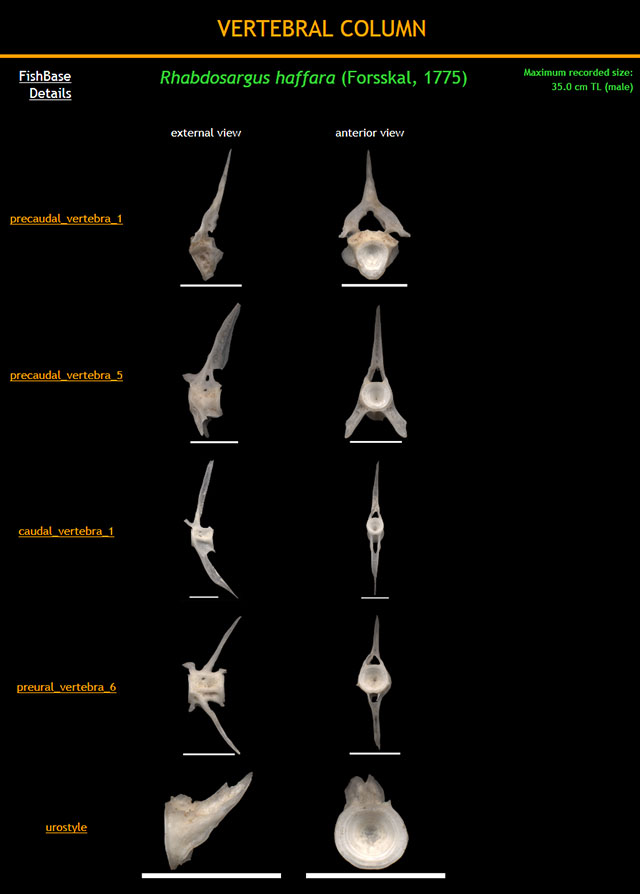 VERTEBRAL COLUMN
FishBase
Details
Rhabdosargus haffara (Forsskal, 1775)
Maximum recorded size:
35.0 cm TL (male)
external view
anterior view
precaudal_vertebra_1
precaudal_vertebra_5
caudal_vertebra_1
preural_vertebra_6
urostyle